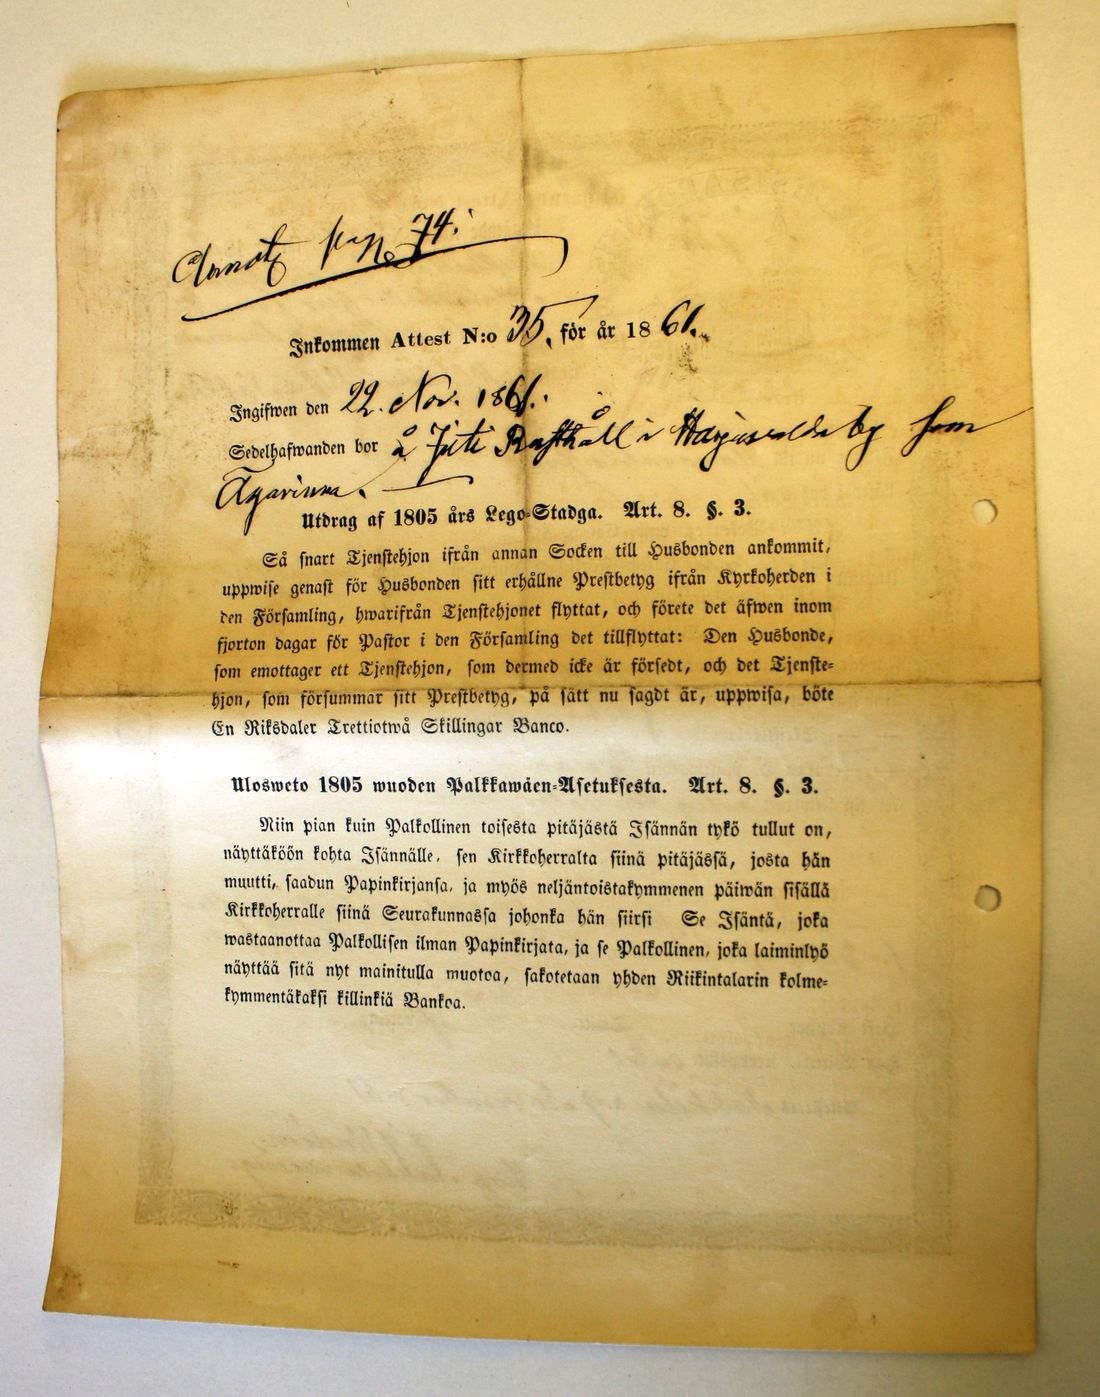 Annot. pag. 74.
Inkommen Attest N:o 35. för år 1861.
Ingifwen den 22. Nov. 1861.
Sedelhafwanden bor å Juti Rusthåll i by som
Ägarinna.
Utdrag af 1805 års Lego-Stadga. Art. 8. §. 3.
Så snart Tjenstehjon ifrån annan Socken till Husbonden ankommit,
uppwise genast för Husbonden sitt erhållne Prestbetyg ifrån Kyrkoherden i
den Församling, hwarifrån Tjenstehjonet flyttat, och förete det äfwen inom
fjorton dagar för Pastor i den Församling det tillflyttat: Den Husbonde,
som emottager ett Tjenstehjon, som dermed icke är försedt, och det Tjenste-
hjon, som försummar sitt Prestbetyg, på sätt nu sagdt är, uppwisa, böte
En Riksdaler Trettiotwå Skillingar Banco.
Ulosweto 1805 wuoden Palkkawäen-Asetuksesta. Art. 8. §. 3.
Niin pian kuin Palkollinen toisesta pitäjästä Isännän tykö tullut on,
näyttäköön kohta Isännälle, sen Kirkkoherralta siinä pitäjässä, josta hän
muutti, saadun Papinkirjansa, ja myös neljäntoistakymmenen päiwän sisällä
Kirkkoherralle siinä Seurakunnassa johonka hän siirsi Se Isäntä, joka
wastaanottaa Palkollisen ilman Papinkirjata, ja se Palkollinen, joka laiminlyö
näyttää sitä nyt mainitulla muotoa, sakotetaan yhden Riikintalarin kolme-
kymmentäkaksi killinkiä Bankoa.